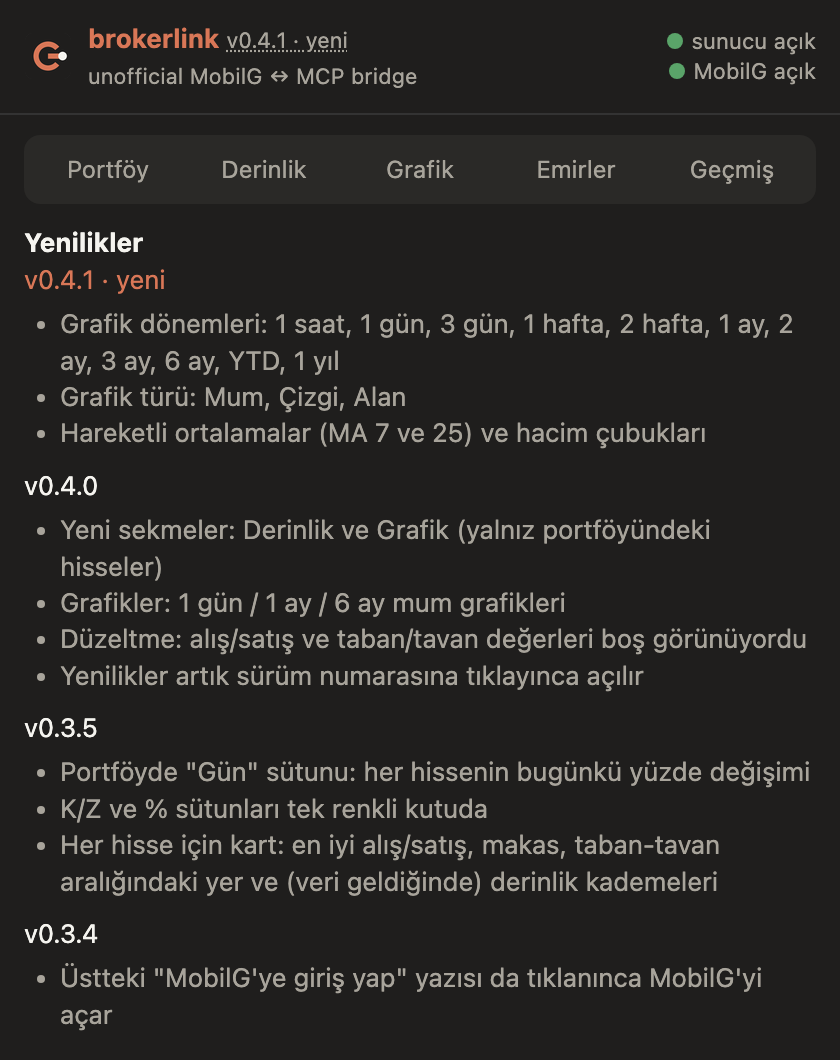 brokerlink v0.4.1 · yeni
unofficial MobilG ↔ MCP bridge
sunucu açık
MobilG açık
Portföy Derinlik Grafik Emirler Geçmiş
Yenilikler
v0.4.1 · yeni
• Grafik dönemleri: 1 saat, 1 gün, 3 gün, 1 hafta, 2 hafta, 1 ay, 2
ay, 3 ay, 6 ay, YTD, 1 yıl
• Grafik türü: Mum, Çizgi, Alan
• Hareketli ortalamalar (MA 7 ve 25) ve hacim çubukları
v0.4.0
• Yeni sekmeler: Derinlik ve Grafik (yalnız portföyündeki
hisseler)
• Grafikler: 1 gün / 1 ay / 6 ay mum grafikleri
• Düzeltme: alış/satış ve taban/tavan değerleri boş görünüyordu
• Yenilikler artık sürüm numarasına tıklayınca açılır
v0.3.5
• Portföyde "Gün" sütunu: her hissenin bugünkü yüzde değişimi
• K/Z ve % sütunları tek renkli kutuda
• Her hisse için kart: en iyi alış/satış, makas, taban-tavan
aralığındaki yer ve (veri geldiğinde) derinlik kademeleri
v0.3.4
• Üstteki "MobilG'ye giriş yap" yazısı da tıklanınca MobilG'yi
açar